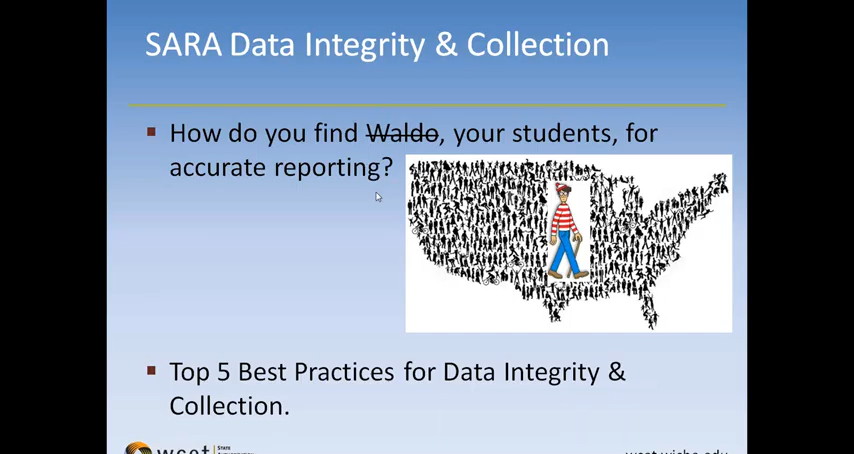 SARA Data Integrity & Collection
How do you find Waldo, your students, for
accurate reporting?
Top 5 Best Practices for Data Integrity &
Collection.